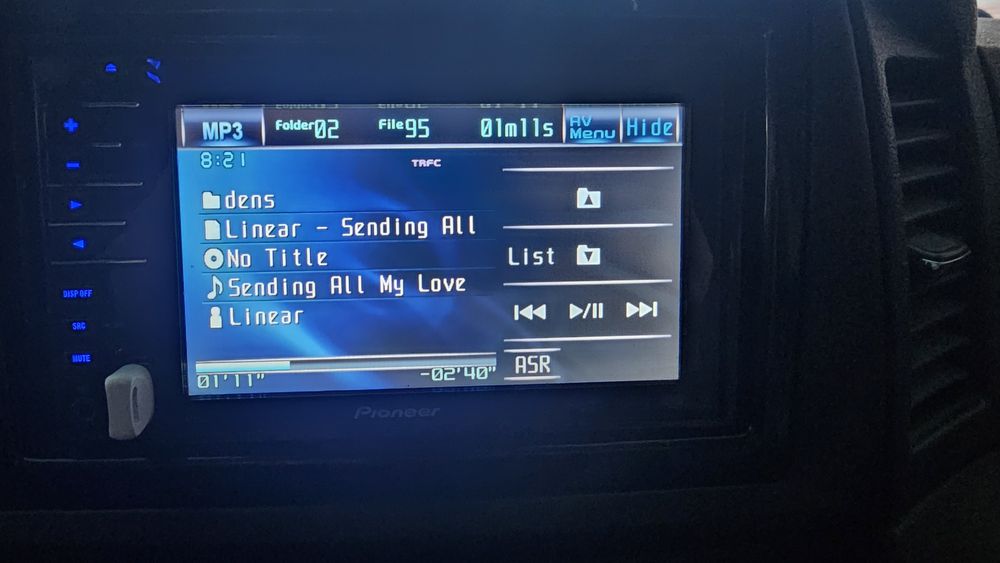 MP3 Folder02 File95 01m11s AV Menu Hide
8:21 TRFC
dens
Linear - Sending All
No Title
List
Sending All My Love
Linear
01'11" -02'40" ASR
DISP OFF
SRC
MUTE
Pioneer